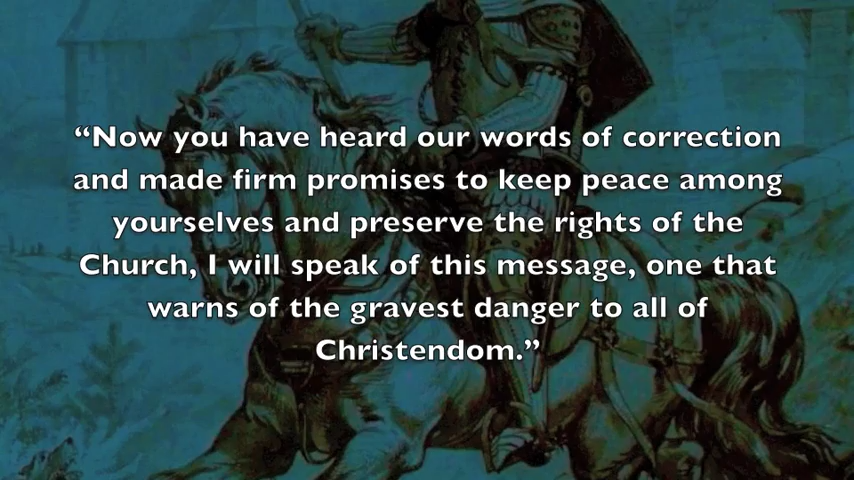 “Now you have heard our words of correction
and made firm promises to keep peace among
yourselves and preserve the rights of the
Church, I will speak of this message, one that
warns of the gravest danger to all of
Christendom.”